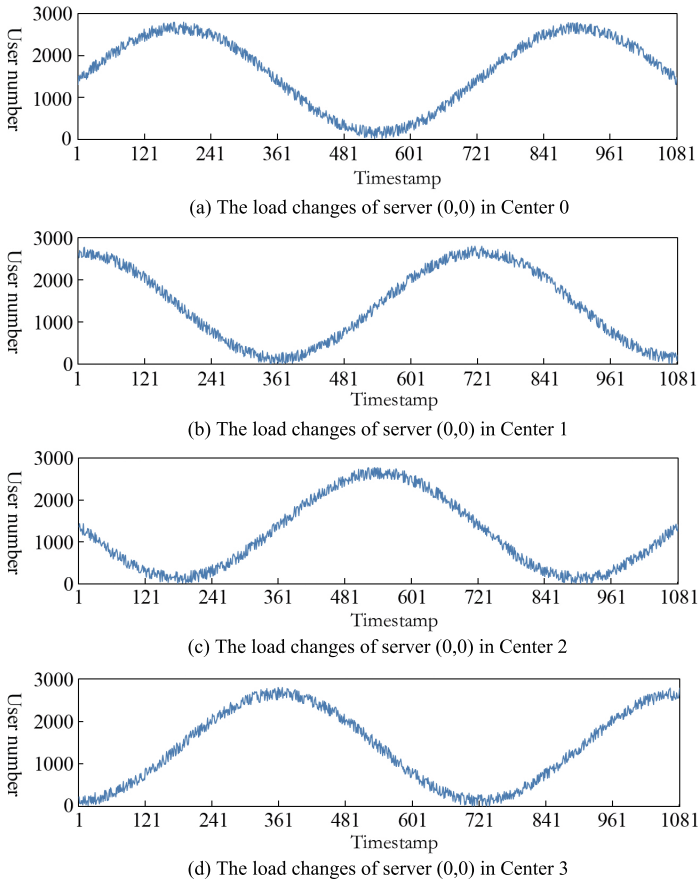 User number
3000
2000
1000
0
1 121 241 361 481 601 721 841 961 1081
Timestamp
(a) The load changes of server (0,0) in Center 0
User number
3000
2000
1000
0
1 121 241 361 481 601 721 841 961 1081
Timestamp
(b) The load changes of server (0,0) in Center 1
User number
3000
2000
1000
0
1 121 241 361 481 601 721 841 961 1081
Timestamp
(c) The load changes of server (0,0) in Center 2
User number
3000
2000
1000
0
1 121 241 361 481 601 721 841 961 1081
Timestamp
(d) The load changes of server (0,0) in Center 3